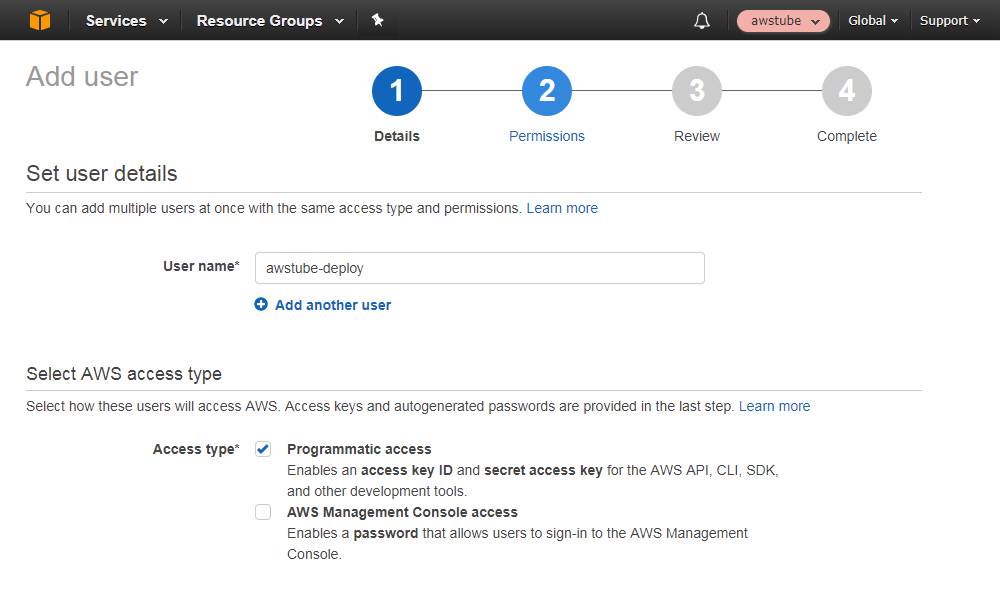 Services Resource Groups awstube Global Support
Add user
1 2 3 4
Details Permissions Review Complete
Set user details
You can add multiple users at once with the same access type and permissions. Learn more
User name* awstube-deploy
Add another user
Select AWS access type
Select how these users will access AWS. Access keys and autogenerated passwords are provided in the last step. Learn more
Access type* Programmatic access
Enables an access key ID and secret access key for the AWS API, CLI, SDK,
and other development tools.
AWS Management Console access
Enables a password that allows users to sign-in to the AWS Management
Console.